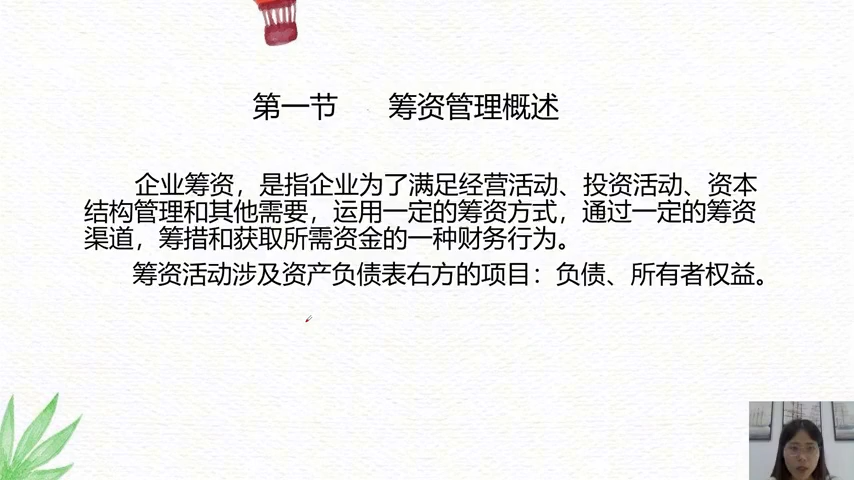 第一节 筹资管理概述
企业筹资，是指企业为了满足经营活动、投资活动、资本
结构管理和其他需要，运用一定的筹资方式，通过一定的筹资
渠道，筹措和获取所需资金的一种财务行为。
筹资活动涉及资产负债表右方的项目：负债、所有者权益。